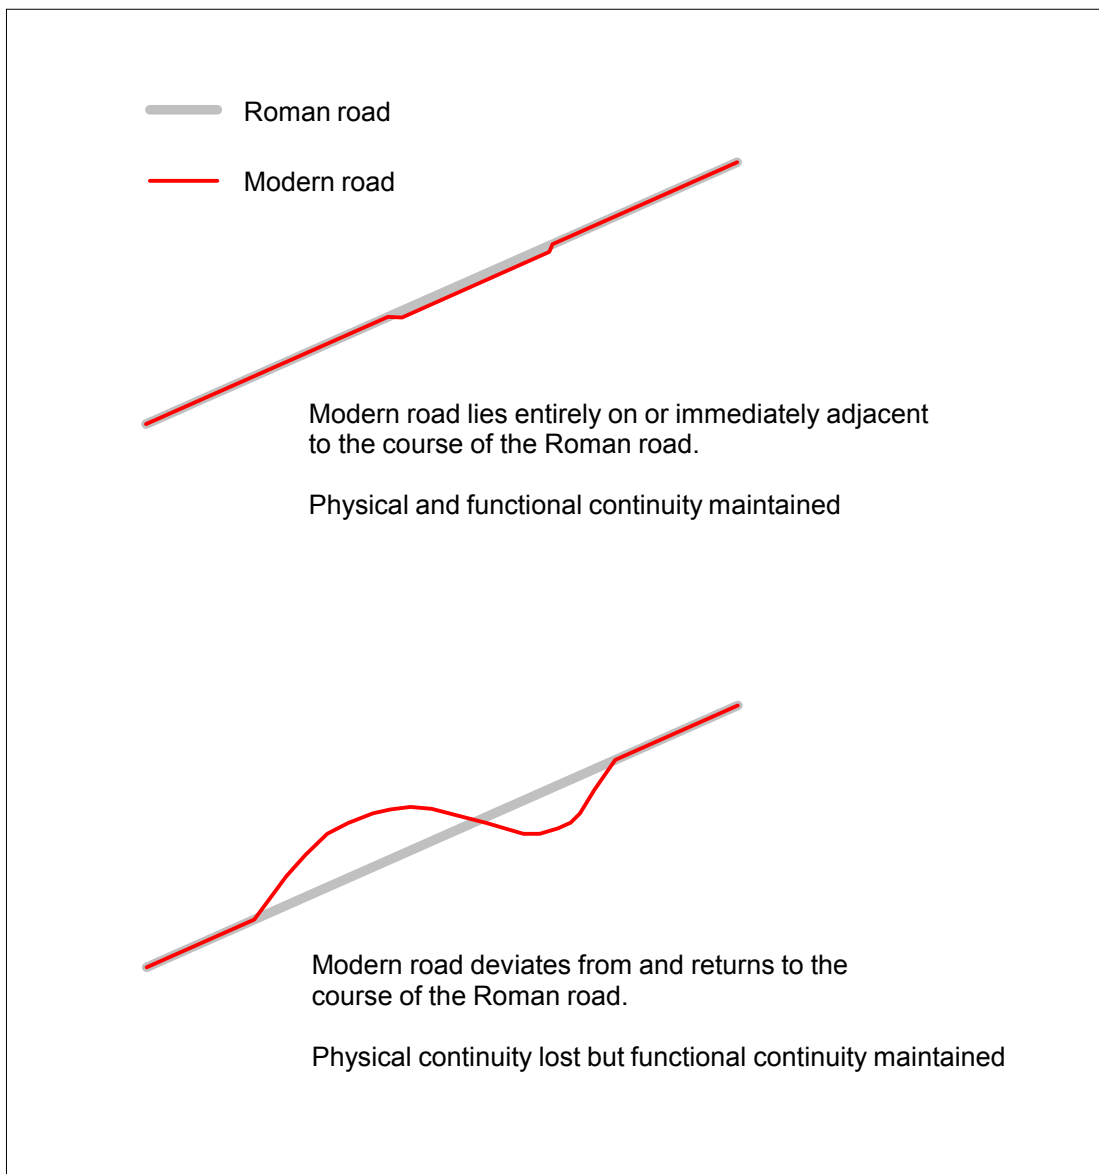 Roman road
Modern road
Modern road lies entirely on or immediately adjacent
to the course of the Roman road.
Physical and functional continuity maintained
Modern road deviates from and returns to the
course of the Roman road.
Physical continuity lost but functional continuity maintained